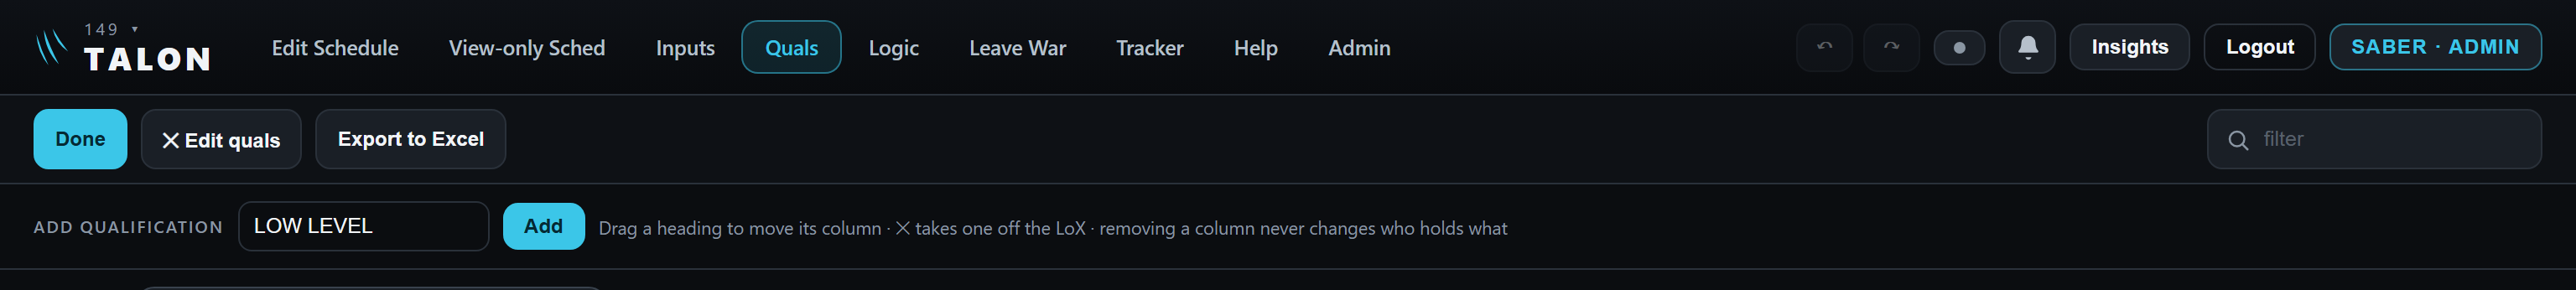 149 ▾
TALON
Edit Schedule View-only Sched Inputs Quals Logic Leave War Tracker Help Admin
Insights Logout SABER · ADMIN
Done ✕ Edit quals Export to Excel filter
ADD QUALIFICATION LOW LEVEL Add Drag a heading to move its column · ✕ takes one off the LoX · removing a column never changes who holds what